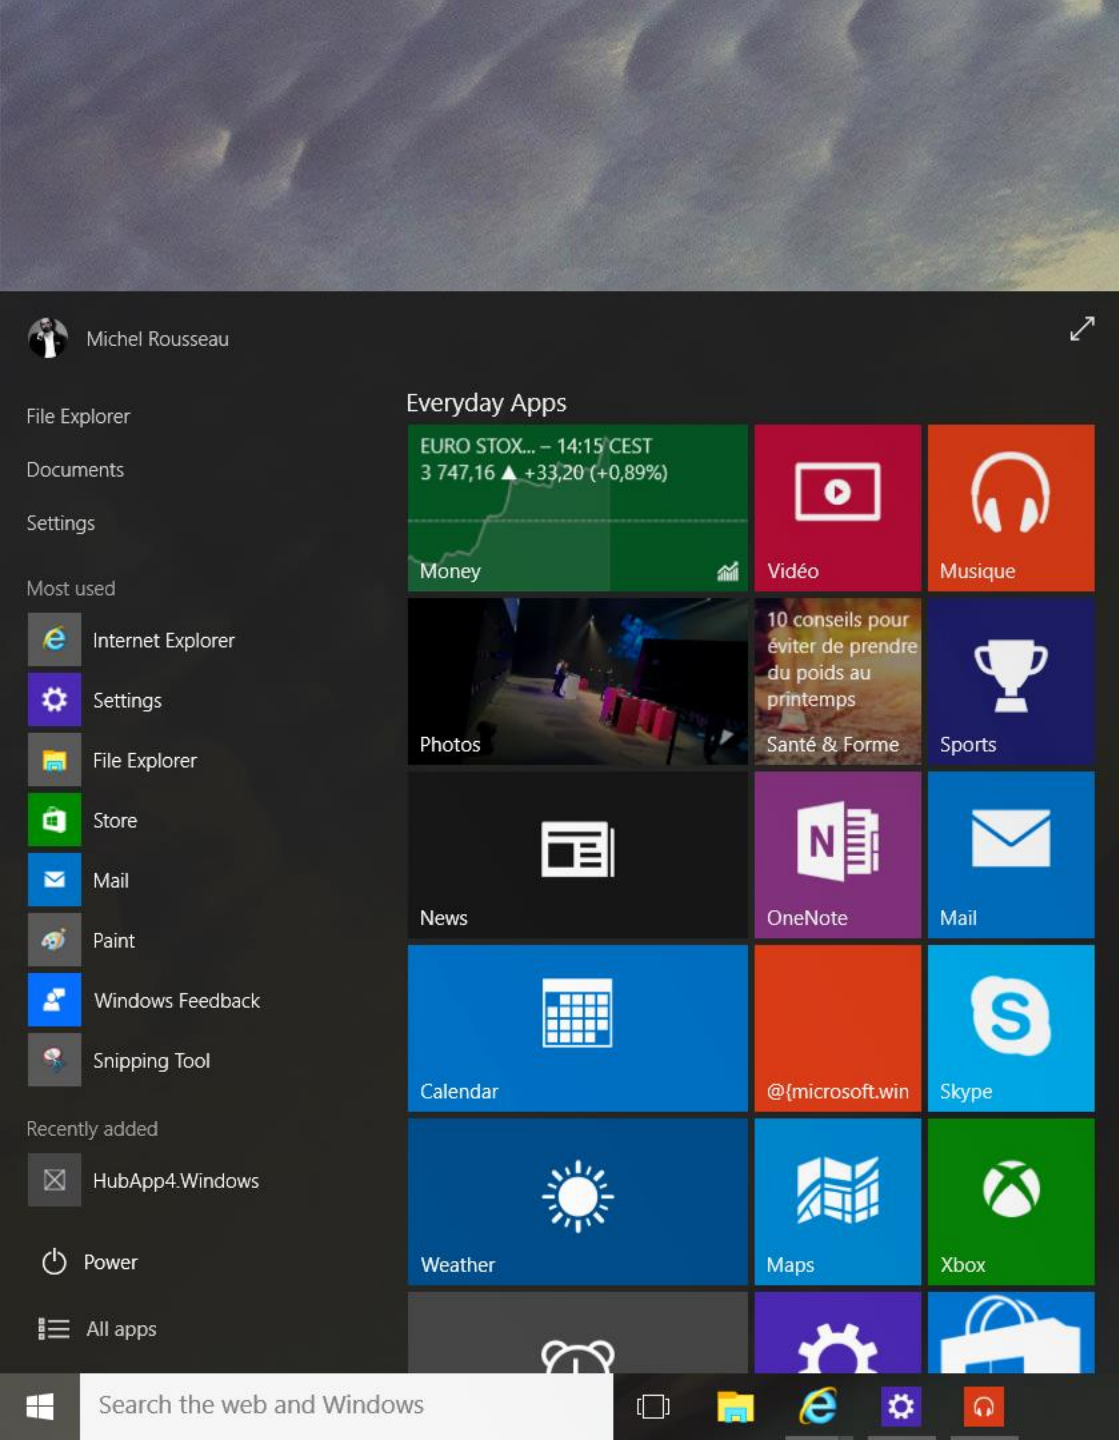 Michel Rousseau
File Explorer
Documents
Settings
Most used
Internet Explorer
Settings
File Explorer
Store
Mail
Paint
Windows Feedback
Snipping Tool
Recently added
HubApp4.Windows
Power
All apps
Everyday Apps
EURO STOX... – 14:15 CEST
3 747,16 ▲ +33,20 (+0,89%)
Money
Vidéo
Musique
Photos
10 conseils pour
éviter de prendre
du poids au
printemps
Santé & Forme
Sports
News
OneNote
Mail
Calendar
@{microsoft.win
Skype
Weather
Maps
Xbox
Search the web and Windows